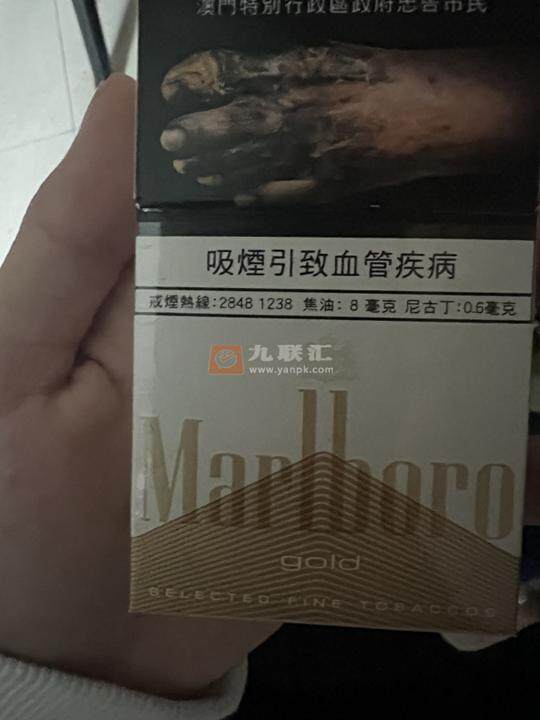 澳門特別行政區政府忠告市民
吸煙引致血管疾病
戒煙熱線:2848 1238 焦油: 8 毫克 尼古丁:0.6毫克
九联汇
www.yanpk.com
Marlboro
gold
SELECTED FINE TOBACCOS